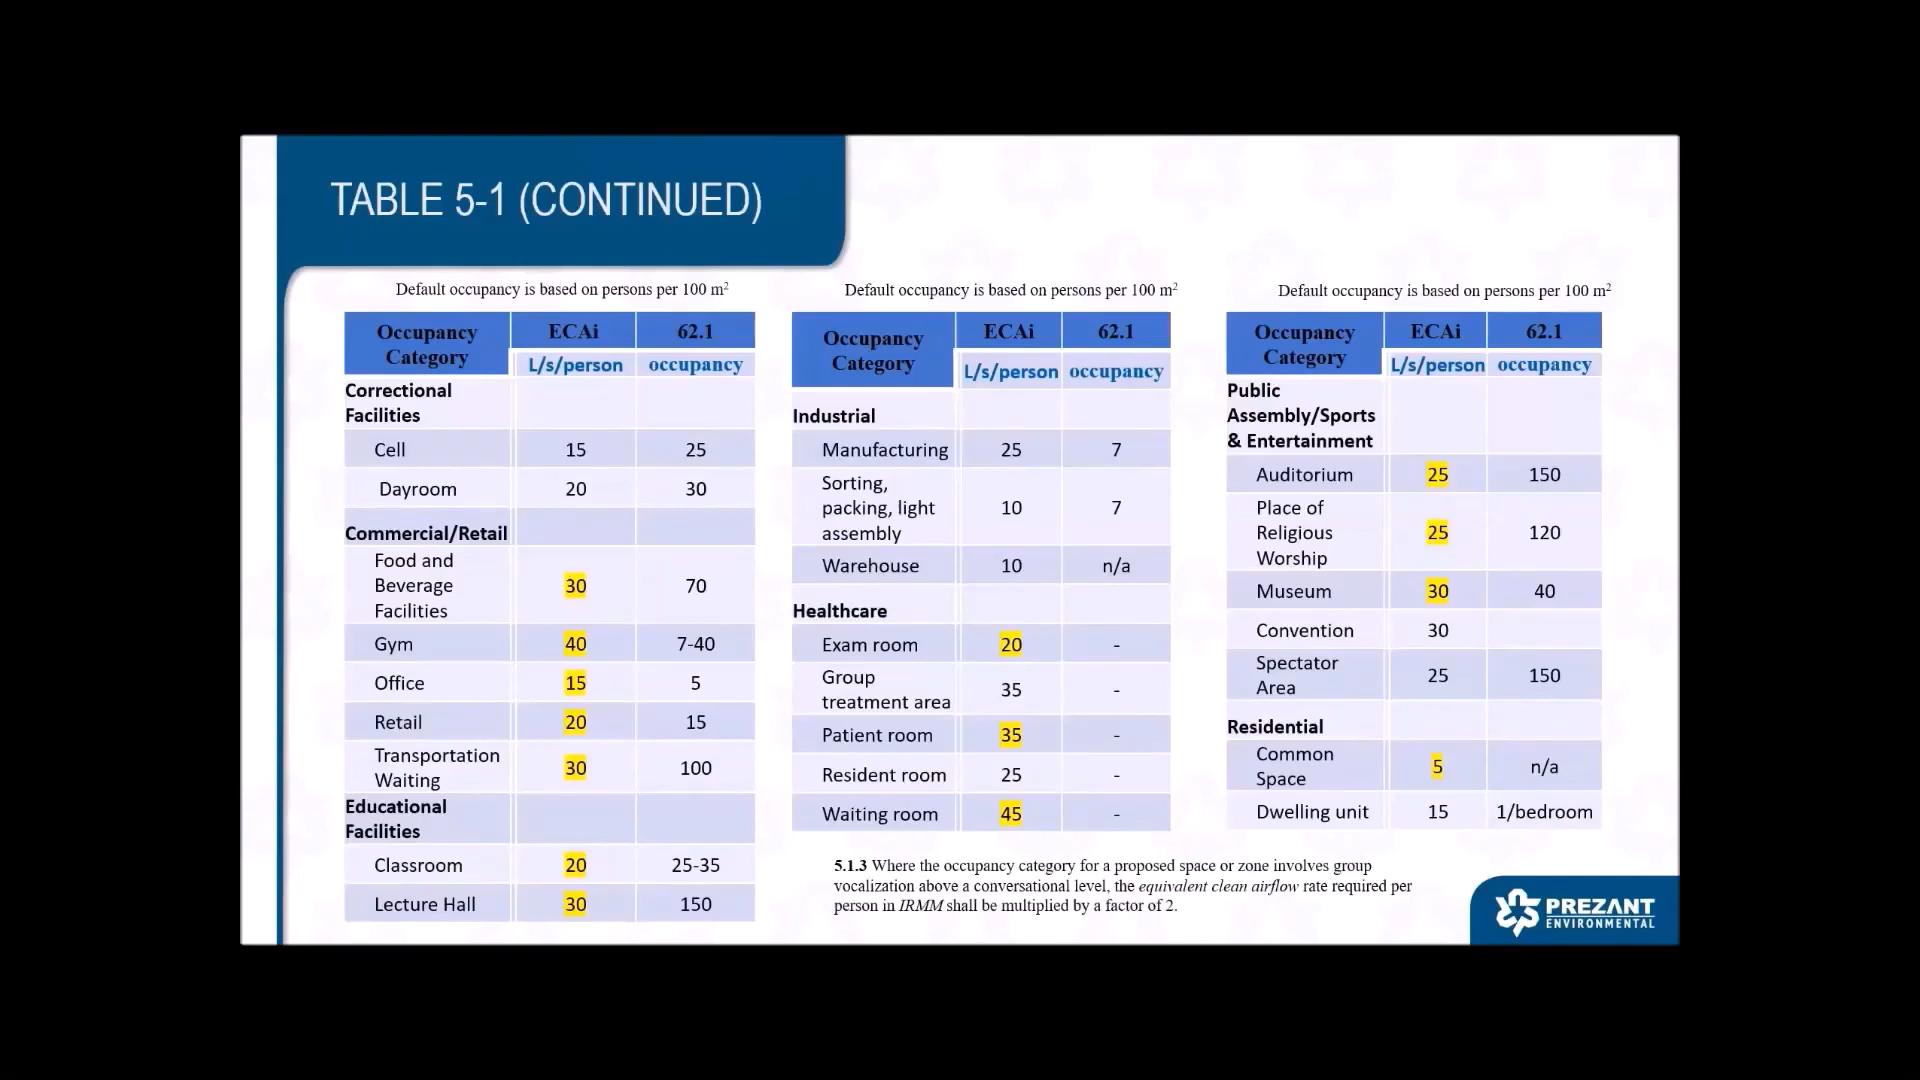 TABLE 5-1 (CONTINUED)
Default occupancy is based on persons per 100 m²
Occupancy Category ECAi 62.1
L/s/person occupancy
Correctional Facilities
Cell 15 25
Dayroom 20 30
Commercial/Retail
Food and Beverage Facilities 30 70
Gym 40 7-40
Office 15 5
Retail 20 15
Transportation Waiting 30 100
Educational Facilities
Classroom 20 25-35
Lecture Hall 30 150
Default occupancy is based on persons per 100 m²
Occupancy Category ECAi 62.1
L/s/person occupancy
Industrial
Manufacturing 25 7
Sorting, packing, light assembly 10 7
Warehouse 10 n/a
Healthcare
Exam room 20 -
Group treatment area 35 -
Patient room 35 -
Resident room 25 -
Waiting room 45 -
Default occupancy is based on persons per 100 m²
Occupancy Category ECAi 62.1
L/s/person occupancy
Public Assembly/Sports & Entertainment
Auditorium 25 150
Place of Religious Worship 25 120
Museum 30 40
Convention 30
Spectator Area 25 150
Residential
Common Space 5 n/a
Dwelling unit 15 1/bedroom
5.1.3 Where the occupancy category for a proposed space or zone involves group
vocalization above a conversational level, the equivalent clean airflow rate required per
person in IRMM shall be multiplied by a factor of 2.
PREZANT
ENVIRONMENTAL